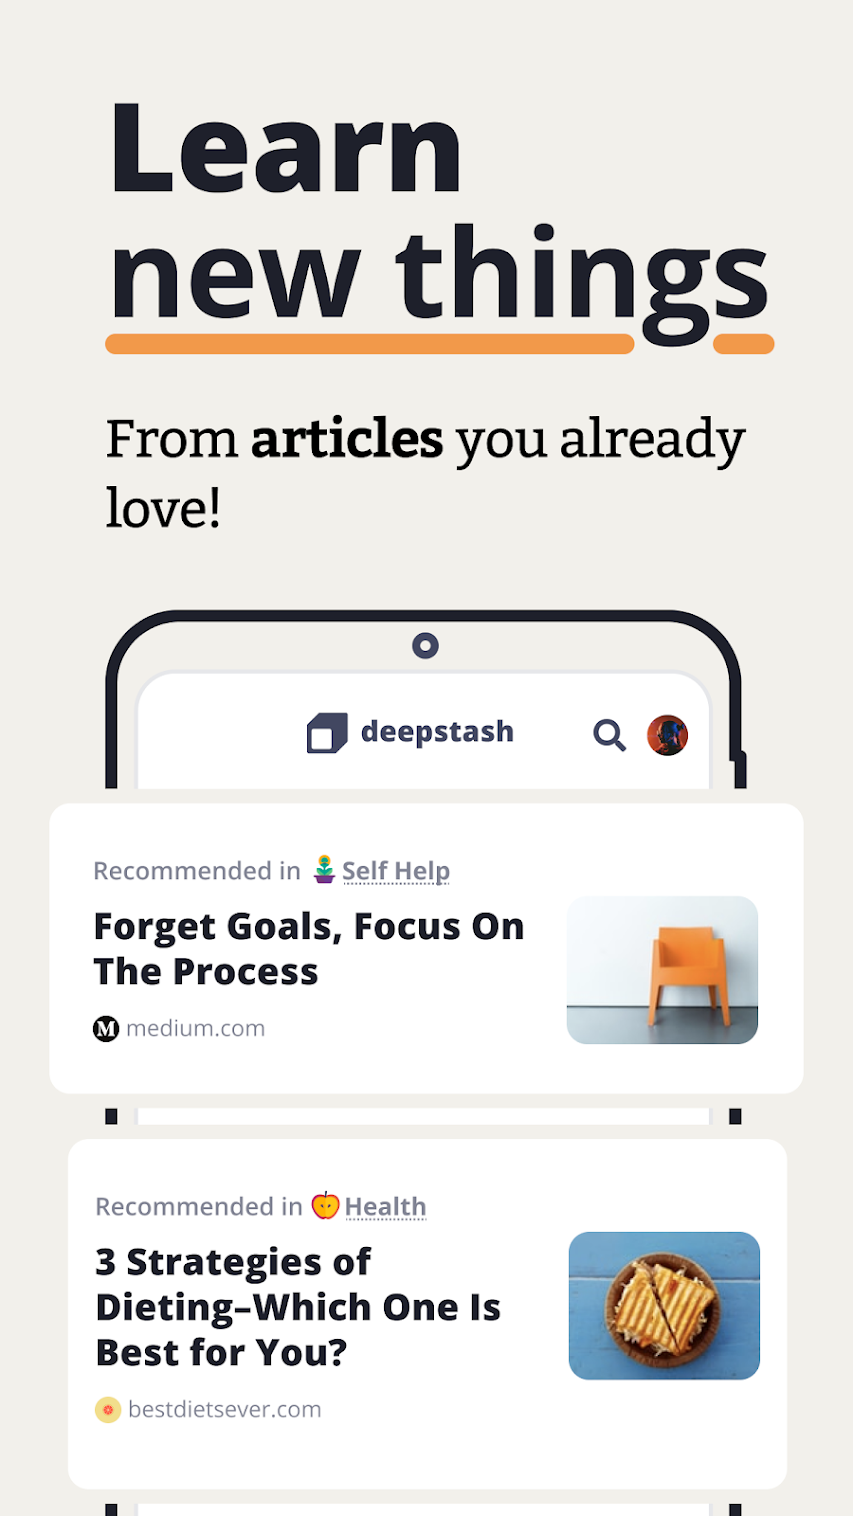 Learn
new things
From articles you already
love!
deepstash
Recommended in Self Help
Forget Goals, Focus On
The Process
M medium.com
Recommended in Health
3 Strategies of
Dieting–Which One Is
Best for You?
bestdietsever.com